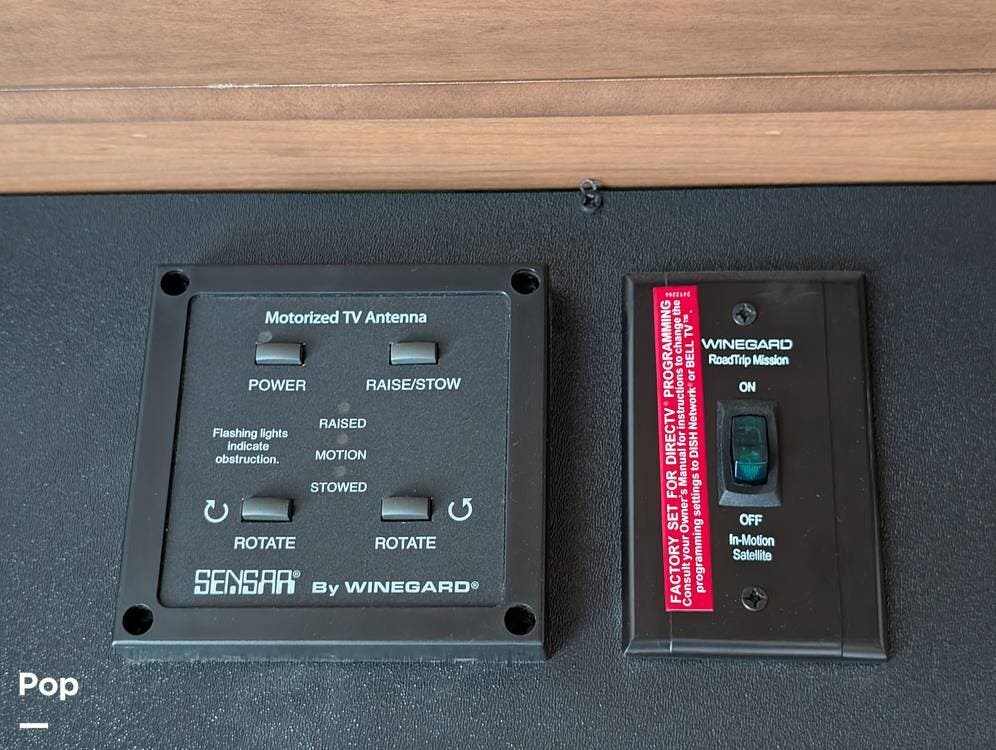 Motorized TV Antenna
POWER
RAISE/STOW
RAISED
Flashing lights
indicate
obstruction.
MOTION
STOWED
ROTATE
ROTATE
SENSAR® By WINEGARD®
2412266
FACTORY SET FOR DIRECTV® PROGRAMMING
Consult your Owner's Manual for instructions to change the
programming settings to DISH Network® or BELL TV™.
WINEGARD
RoadTrip Mission
ON
OFF
In-Motion
Satellite
Pop